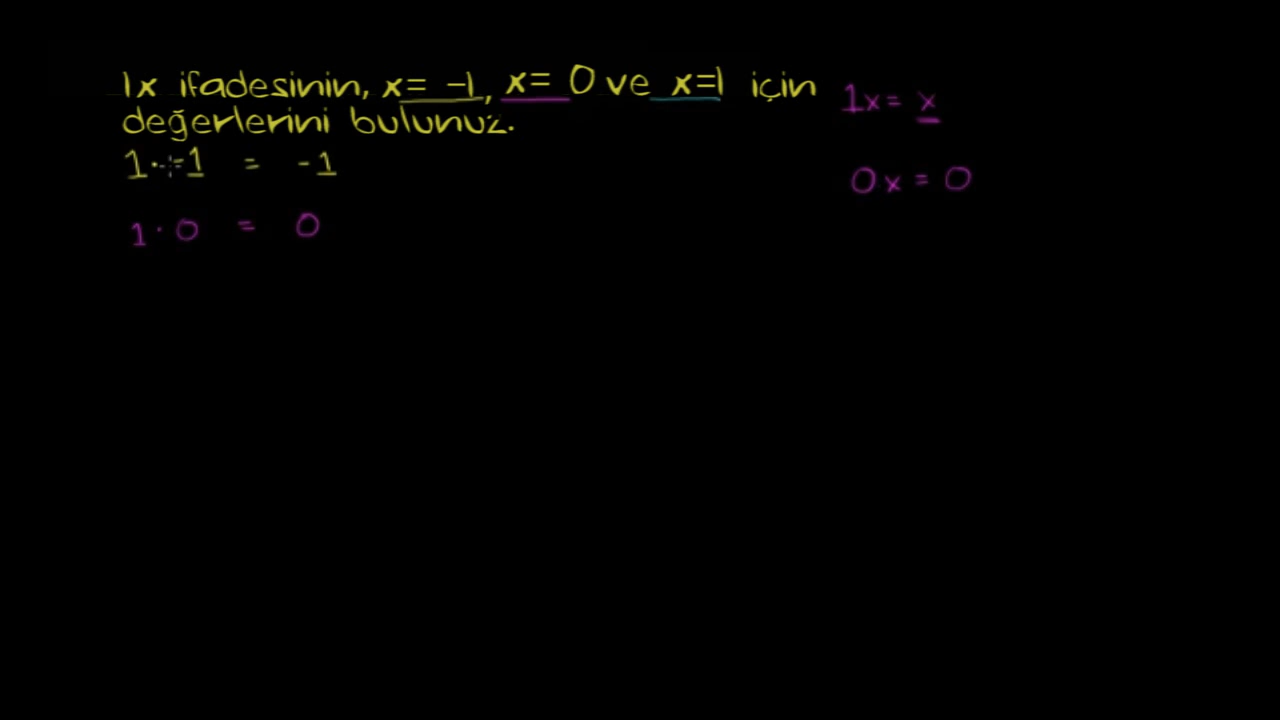 1x ifadesinin, x= -1, x= 0 ve x=1 için
değerlerini bulunuz.
1·-1 = -1
1·0 = 0
1x= x
0x = 0